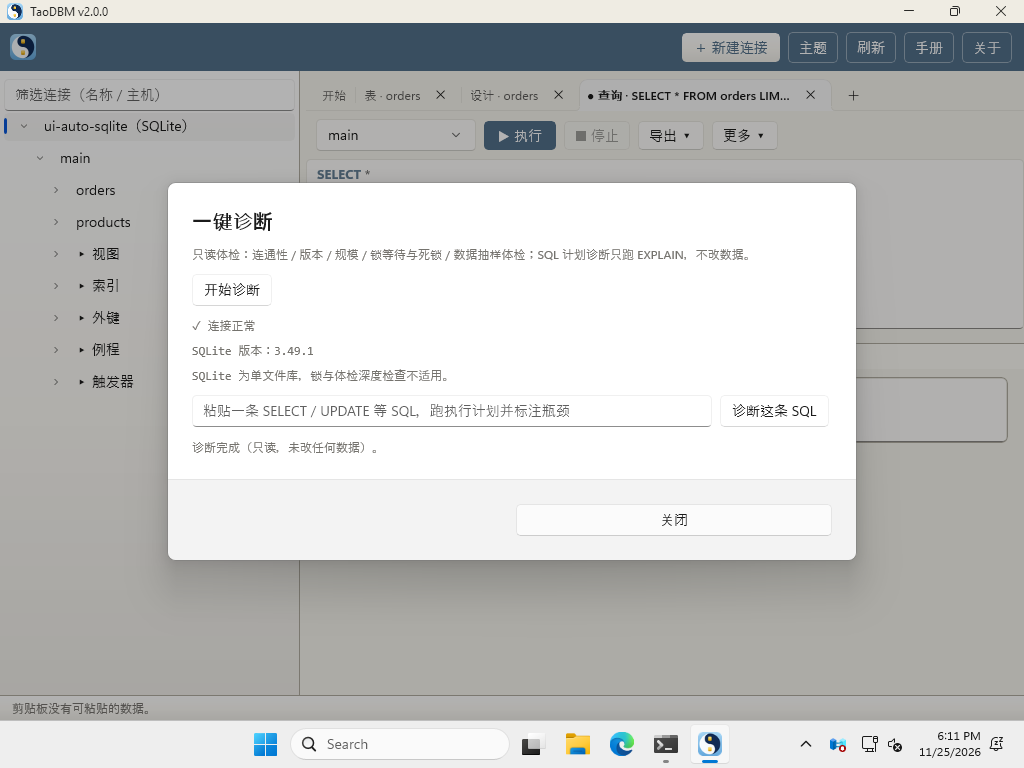 TaoDBM v2.0.0
+ 新建连接
主题
刷新
手册
关于
筛选连接（名称 / 主机）
开始
表 · orders
设计 · orders
● 查询 · SELECT * FROM orders LIM...
ui-auto-sqlite（SQLite）
main
orders
products
视图
索引
外键
例程
触发器
main
执行
停止
导出
更多
SELECT *
一键诊断
只读体检：连通性 / 版本 / 规模 / 锁等待与死锁 / 数据抽样体检；SQL 计划诊断只跑 EXPLAIN，不改数据。
开始诊断
✓ 连接正常
SQLite 版本：3.49.1
SQLite 为单文件库，锁与体检深度检查不适用。
粘贴一条 SELECT / UPDATE 等 SQL，跑执行计划并标注瓶颈
诊断这条 SQL
诊断完成（只读，未改任何数据）。
关闭
剪贴板没有可粘贴的数据。
Search
6:11 PM
11/25/2026